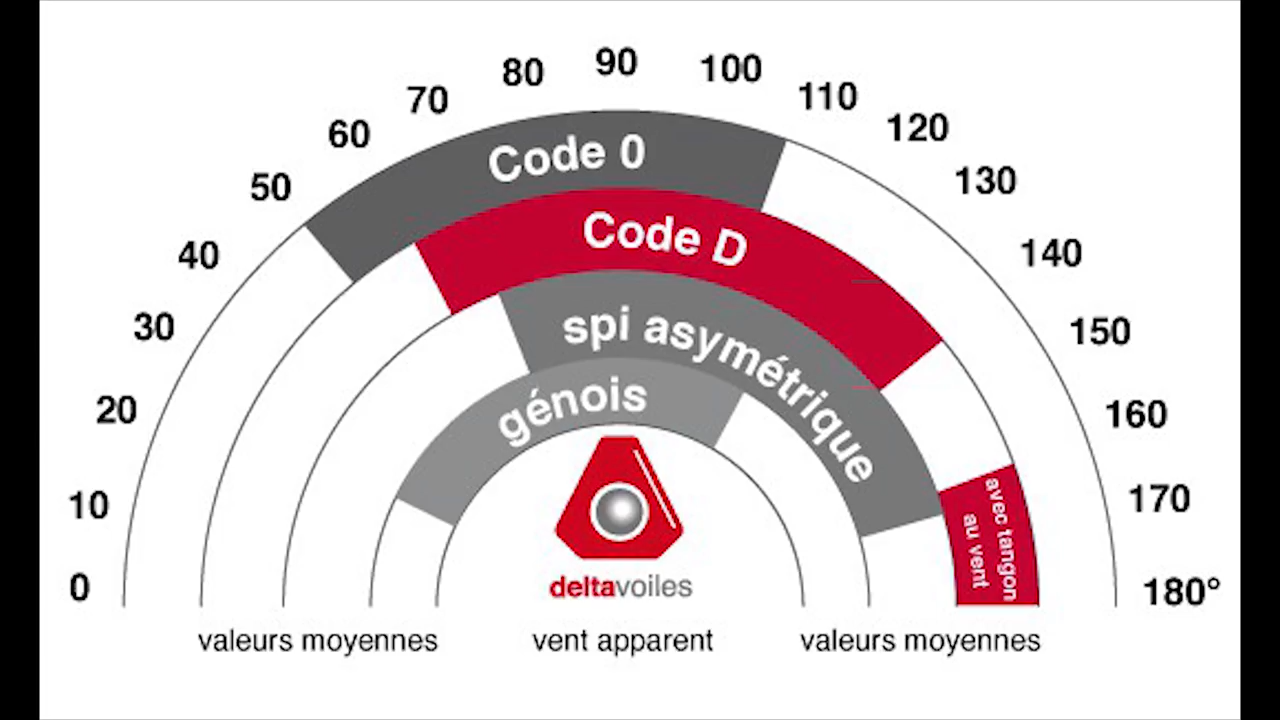 0
10
20
30
40
50
60
70
80
90
100
110
120
130
140
150
160
170
180°
Code 0
Code D
spi asymétrique
génois
avec tangon
au vent
deltavoiles
valeurs moyennes
vent apparent
valeurs moyennes